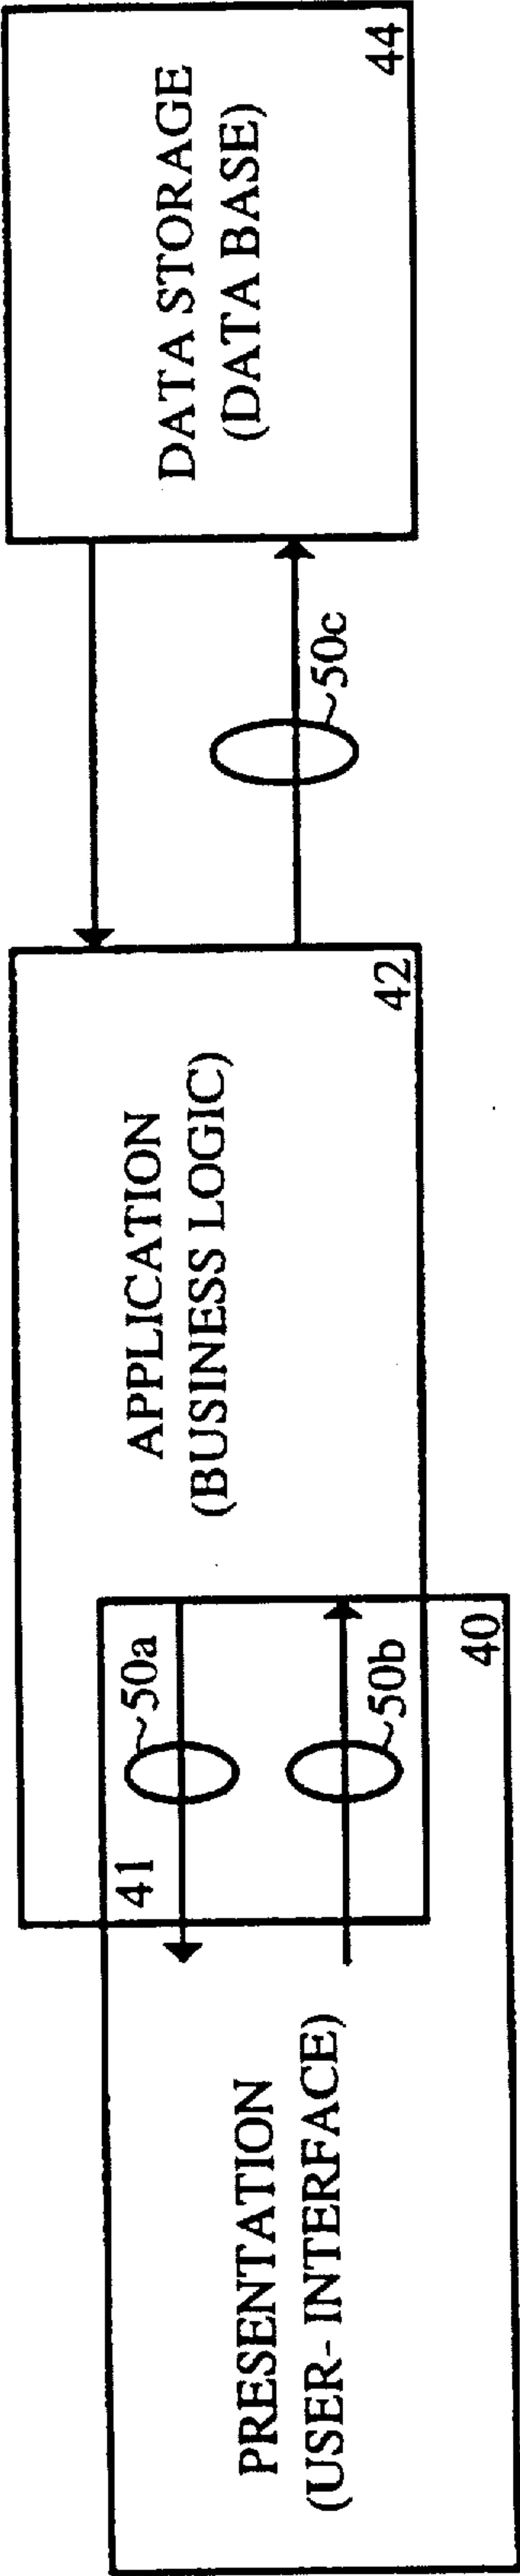 PRESENTATION
(USER- INTERFACE)
40
41
~50a
~50b
APPLICATION
(BUSINESS LOGIC)
42
~50c
DATA STORAGE
(DATA BASE)
44